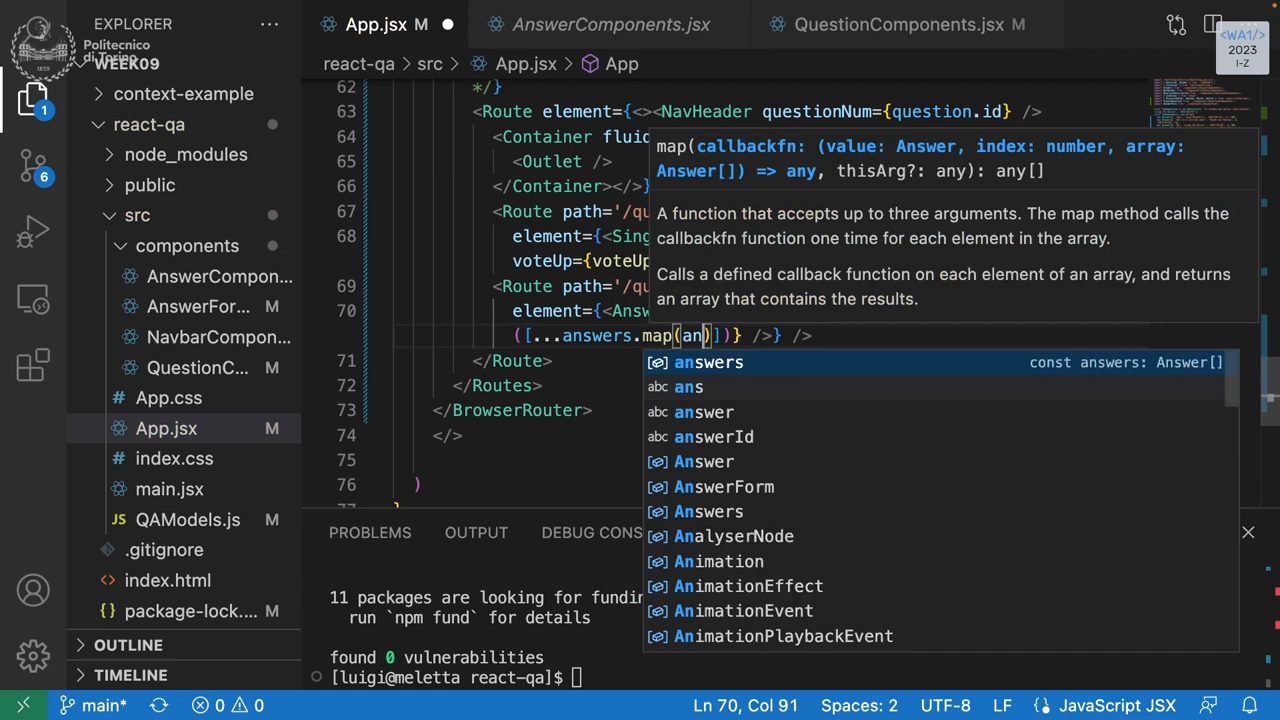 EXPLORER
App.jsx M
AnswerComponents.jsx
QuestionComponents.jsx M
Politecnico
di Torino
1859
<WA1/>
2023
I-Z
WEEK09
react-qa > src > App.jsx > App
context-example
react-qa
node_modules
public
src
components
AnswerCompon...
AnswerFor... M
NavbarCompon...
QuestionC... M
App.css
App.jsx M
index.css
main.jsx
QAModels.js M
.gitignore
index.html
package-lock.... M
OUTLINE
TIMELINE
1
6
62 */}
63 <Route element={<><NavHeader questionNum={question.id} />
64 <Container fluid
65 <Outlet />
66 </Container></>}
67 <Route path='/qu
68 element={<Sing
voteUp={voteUp
69 <Route path='/qu
70 element={<Ans
([...answers.map(an)])} />} />
71 </Route>
72 </Routes>
73 </BrowserRouter>
74 </>
75
76 )
77 }
map(callbackfn: (value: Answer, index: number, array:
Answer[]) => any, thisArg?: any): any[]
A function that accepts up to three arguments. The map method calls the
callbackfn function one time for each element in the array.
Calls a defined callback function on each element of an array, and returns
an array that contains the results.
answers const answers: Answer[]
abc ans
abc answer
abc answerId
Answer
AnswerForm
Answers
AnalyserNode
Animation
AnimationEffect
AnimationEvent
AnimationPlaybackEvent
PROBLEMS OUTPUT DEBUG CONS
11 packages are looking for fundin
run `npm fund` for details
found 0 vulnerabilities
[luigi@meletta react-qa]$
main* 0 0 Ln 70, Col 91 Spaces: 2 UTF-8 LF JavaScript JSX